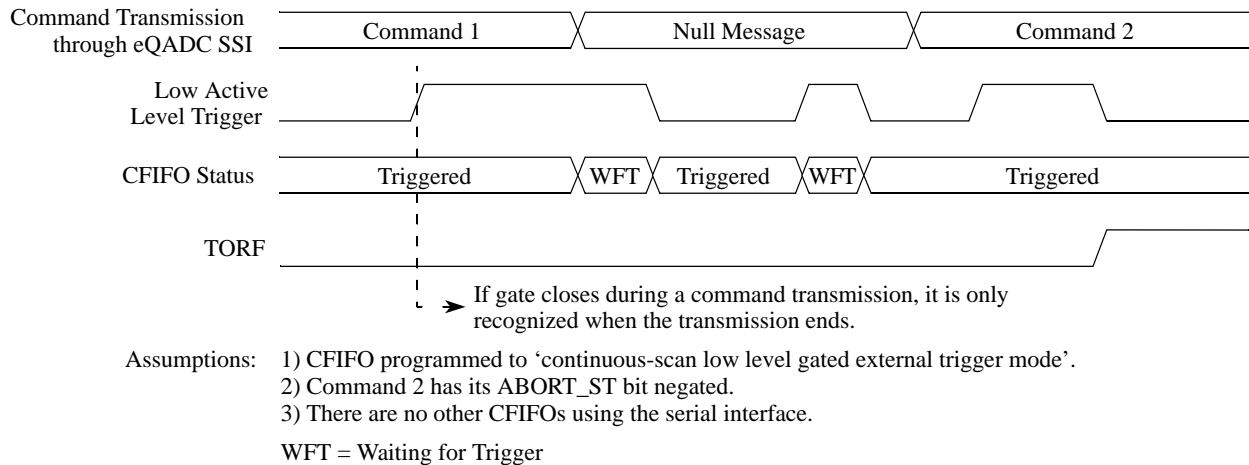 Command Transmission
through eQADC SSI
Command 1
Null Message
Command 2
Low Active
Level Trigger
CFIFO Status
Triggered
WFT
Triggered
WFT
Triggered
TORF
If gate closes during a command transmission, it is only
recognized when the transmission ends.
Assumptions: 1) CFIFO programmed to ‘continuous-scan low level gated external trigger mode’.
2) Command 2 has its ABORT_ST bit negated.
3) There are no other CFIFOs using the serial interface.
WFT = Waiting for Trigger